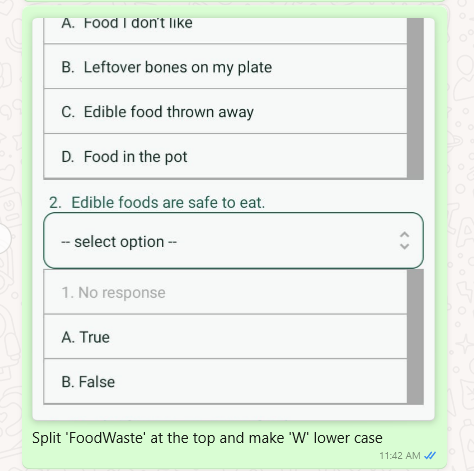 A. Food I don't like
B. Leftover bones on my plate
C. Edible food thrown away
D. Food in the pot
2. Edible foods are safe to eat.
-- select option --
1. No response
A. True
B. False
Split 'FoodWaste' at the top and make 'W' lower case
11:42 AM